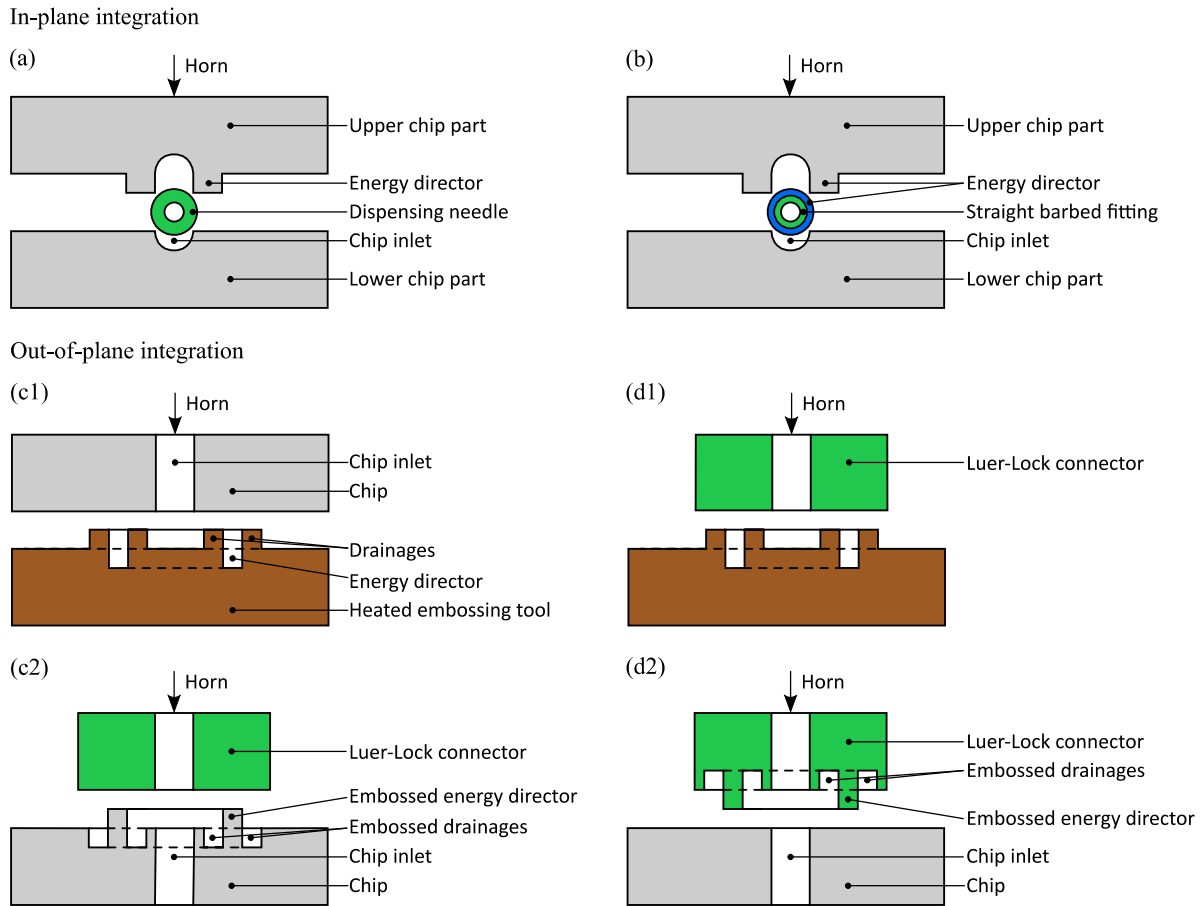 In-plane integration
(a)
Horn
Upper chip part
Energy director
Dispensing needle
Chip inlet
Lower chip part
(b)
Horn
Upper chip part
Energy director
Straight barbed fitting
Chip inlet
Lower chip part
Out-of-plane integration
(c1)
Horn
Chip inlet
Chip
Drainages
Energy director
Heated embossing tool
(d1)
Horn
Luer-Lock connector
(c2)
Horn
Luer-Lock connector
Embossed energy director
Embossed drainages
Chip inlet
Chip
(d2)
Horn
Luer-Lock connector
Embossed drainages
Embossed energy director
Chip inlet
Chip